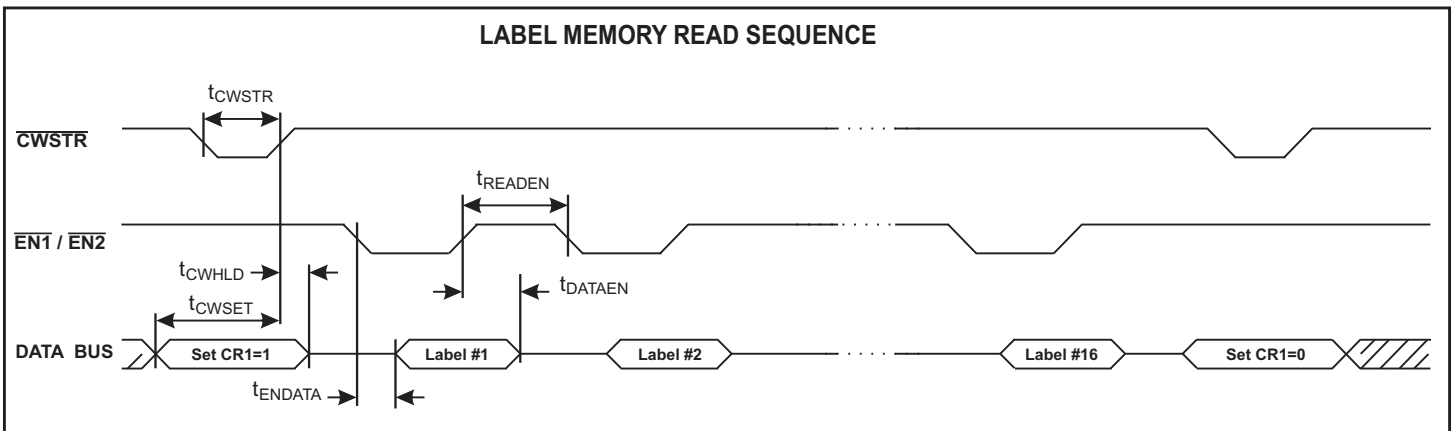 LABEL MEMORY READ SEQUENCE
tCWSTR
CWSTR
tREADEN
EN1 / EN2
tCWHLD
tDATAEN
tCWSET
DATA BUS
Set CR1=1
Label #1
Label #2
Label #16
Set CR1=0
tENDATA